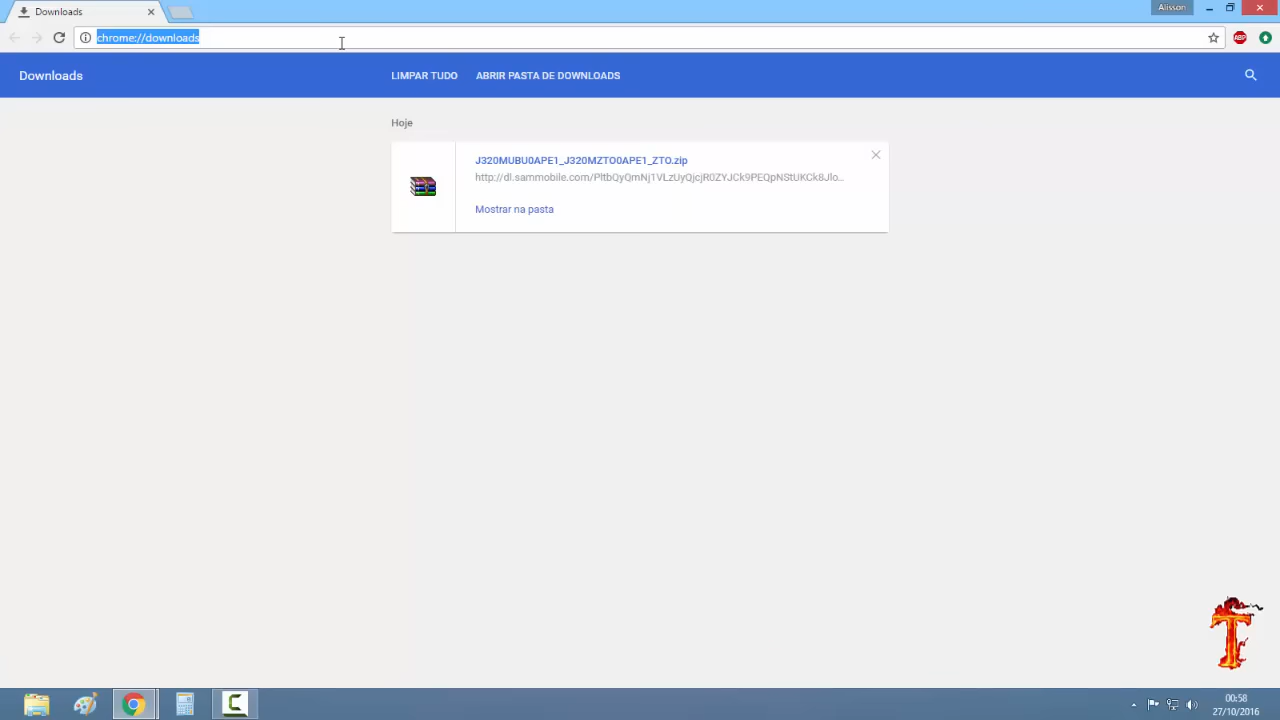 Downloads
Alisson
chrome://downloads
ABP
Downloads
LIMPAR TUDO
ABRIR PASTA DE DOWNLOADS
Hoje
J320MUBU0APE1_J320MZTO0APE1_ZTO.zip
Mostrar na pasta
T
00:58
27/10/2016